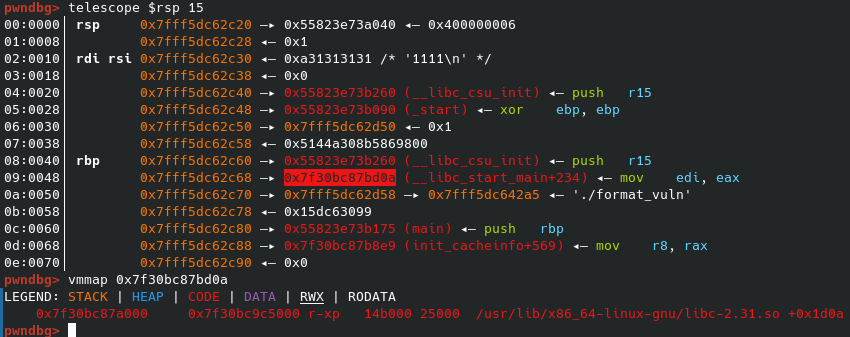 pwndbg> telescope $rsp 15
00:0000│ rsp     0x7fff5dc62c20 —▸ 0x55823e73a040 ◂— 0x400000006
01:0008│         0x7fff5dc62c28 ◂— 0x1
02:0010│ rdi rsi 0x7fff5dc62c30 ◂— 0xa31313131 /* '1111\n' */
03:0018│         0x7fff5dc62c38 ◂— 0x0
04:0020│         0x7fff5dc62c40 —▸ 0x55823e73b260 (__libc_csu_init) ◂— push   r15
05:0028│         0x7fff5dc62c48 —▸ 0x55823e73b090 (_start) ◂— xor    ebp, ebp
06:0030│         0x7fff5dc62c50 —▸ 0x7fff5dc62d50 ◂— 0x1
07:0038│         0x7fff5dc62c58 ◂— 0x5144a308b5869800
08:0040│ rbp     0x7fff5dc62c60 —▸ 0x55823e73b260 (__libc_csu_init) ◂— push   r15
09:0048│         0x7fff5dc62c68 —▸ 0x7f30bc87bd0a (__libc_start_main+234) ◂— mov    edi, eax
0a:0050│         0x7fff5dc62c70 —▸ 0x7fff5dc62d58 —▸ 0x7fff5dc642a5 ◂— './format_vuln'
0b:0058│         0x7fff5dc62c78 ◂— 0x15dc63099
0c:0060│         0x7fff5dc62c80 —▸ 0x55823e73b175 (main) ◂— push   rbp
0d:0068│         0x7fff5dc62c88 —▸ 0x7f30bc87b8e9 (init_cacheinfo+569) ◂— mov    r8, rax
0e:0070│         0x7fff5dc62c90 ◂— 0x0
pwndbg> vmmap 0x7f30bc87bd0a
LEGEND: STACK | HEAP | CODE | DATA | RWX | RODATA
    0x7f30bc87a000     0x7f30bc9c5000 r-xp   14b000 25000  /usr/lib/x86_64-linux-gnu/libc-2.31.so +0x1d0a
pwndbg>